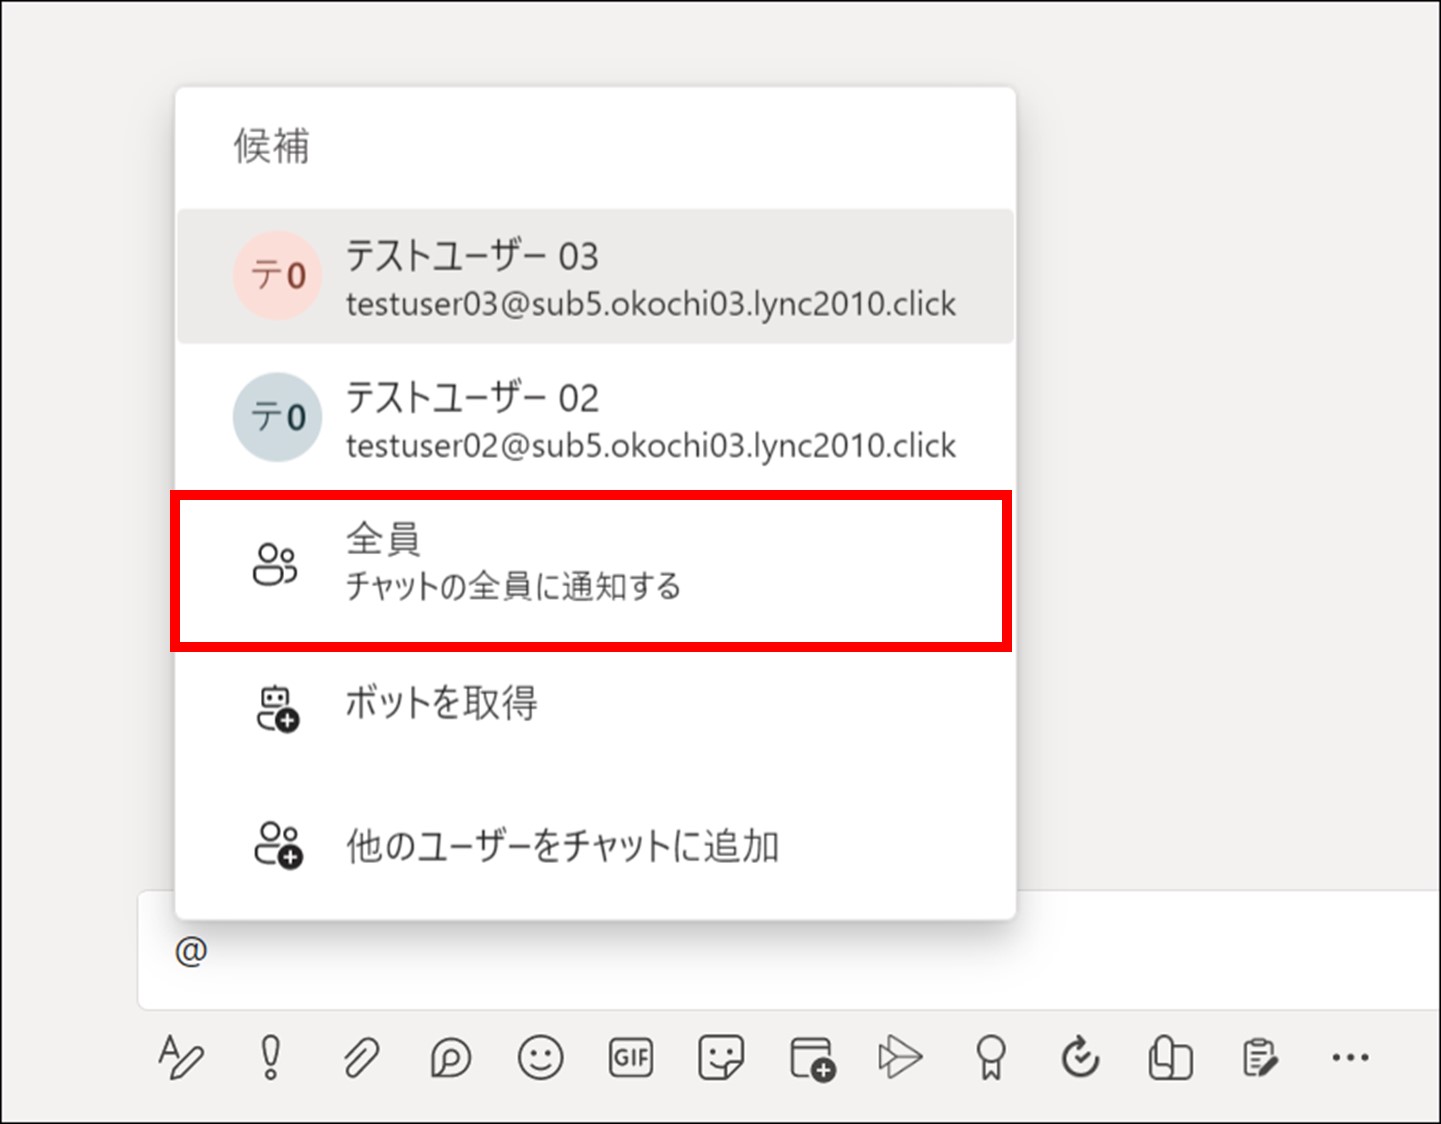 候補
テ0
テストユーザー 03
testuser03@sub5.okochi03.lync2010.click
テ0
テストユーザー 02
testuser02@sub5.okochi03.lync2010.click
全員
チャットの全員に通知する
ボットを取得
他のユーザーをチャットに追加
@
GIF